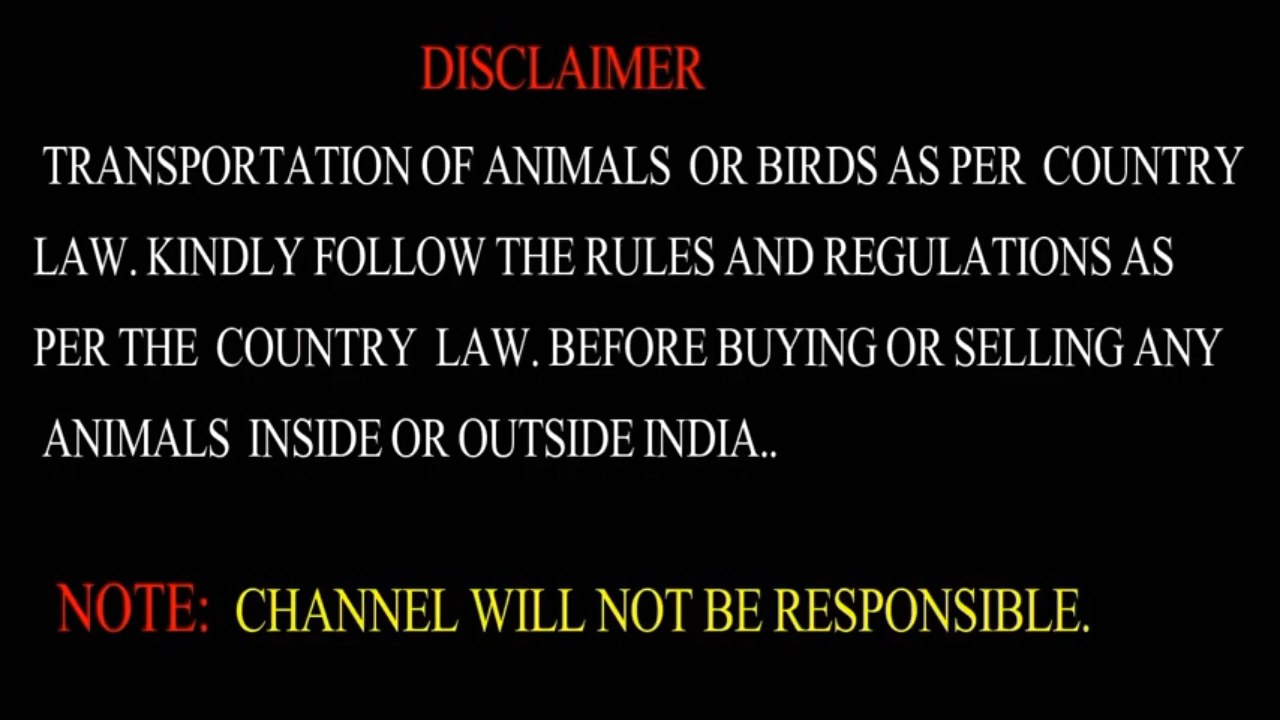 DISCLAIMER
TRANSPORTATION OF ANIMALS OR BIRDS AS PER COUNTRY
LAW. KINDLY FOLLOW THE RULES AND REGULATIONS AS
PER THE COUNTRY LAW. BEFORE BUYING OR SELLING ANY
ANIMALS INSIDE OR OUTSIDE INDIA..
NOTE: CHANNEL WILL NOT BE RESPONSIBLE.